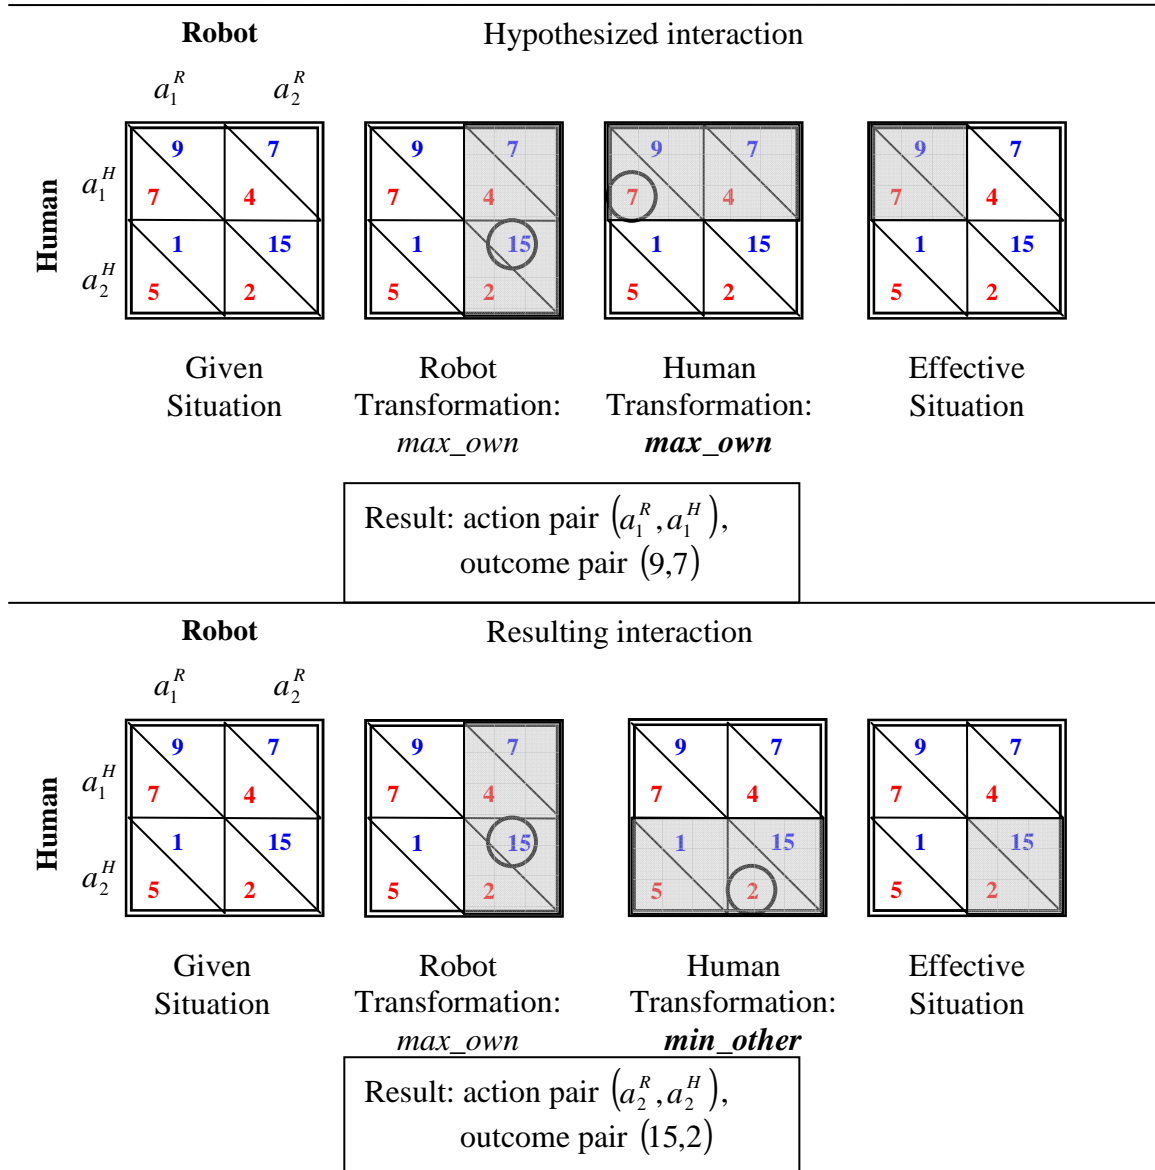 Robot Hypothesized interaction
a_1^R a_2^R
Human
a_1^H
a_2^H
9 7 9 7 9 7 9 7
7 4 7 4 7 4 7 4
1 15 1 15 1 15 1 15
5 2 5 2 5 2 5 2
Given Situation
Robot Transformation: max_own
Human Transformation: max_own
Effective Situation
Result: action pair (a_1^R, a_1^H),
outcome pair (9,7)
Robot Resulting interaction
a_1^R a_2^R
Human
a_1^H
a_2^H
9 7 9 7 9 7 9 7
7 4 7 4 7 4 7 4
1 15 1 15 1 15 1 15
5 2 5 2 5 2 5 2
Given Situation
Robot Transformation: max_own
Human Transformation: min_other
Effective Situation
Result: action pair (a_2^R, a_2^H),
outcome pair (15,2)